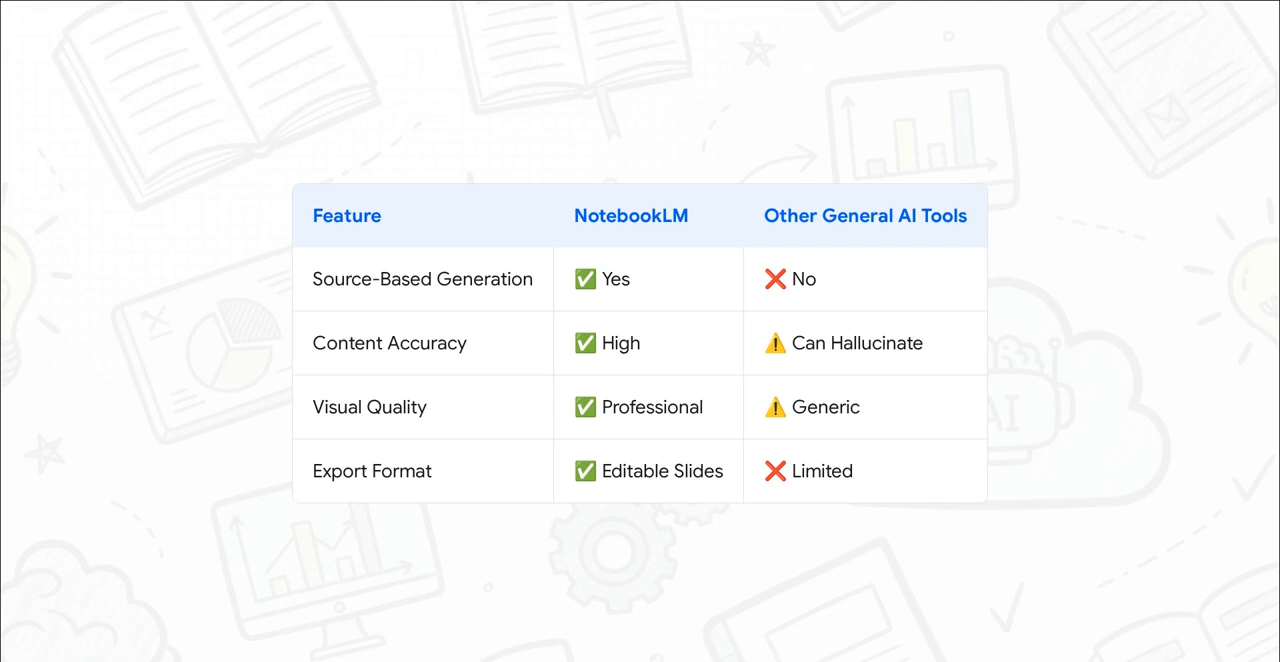 Feature NotebookLM Other General AI Tools
Source-Based Generation ✅ Yes ❌ No
Content Accuracy ✅ High ⚠️ Can Hallucinate
Visual Quality ✅ Professional ⚠️ Generic
Export Format ✅ Editable Slides ❌ Limited
AI